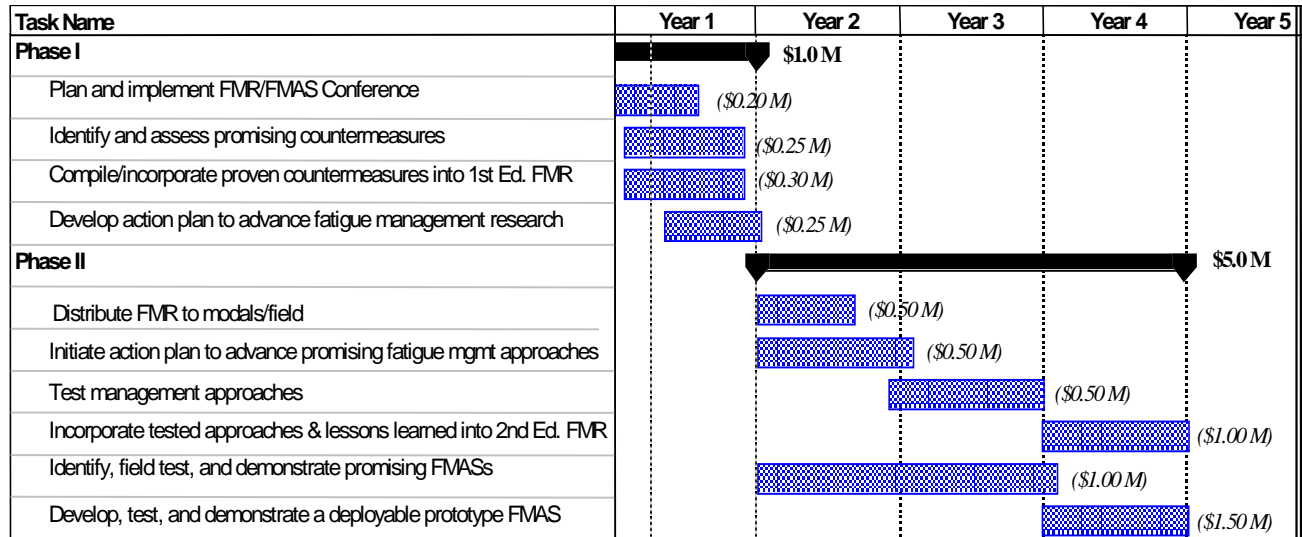 Task Name Year 1 Year 2 Year 3 Year 4 Year 5
Phase I $1.0 M
Plan and implement FMR/FMAS Conference ($0.20 M)
Identify and assess promising countermeasures ($0.25 M)
Compile/incorporate proven countermeasures into 1st Ed. FMR ($0.30 M)
Develop action plan to advance fatigue management research ($0.25 M)
Phase II $5.0 M
Distribute FMR to modals/field ($0.50 M)
Initiate action plan to advance promising fatigue mgmt approaches ($0.50 M)
Test management approaches ($0.50 M)
Incorporate tested approaches & lessons learned into 2nd Ed. FMR ($1.00 M)
Identify, field test, and demonstrate promising FMASs ($1.00 M)
Develop, test, and demonstrate a deployable prototype FMAS ($1.50 M)